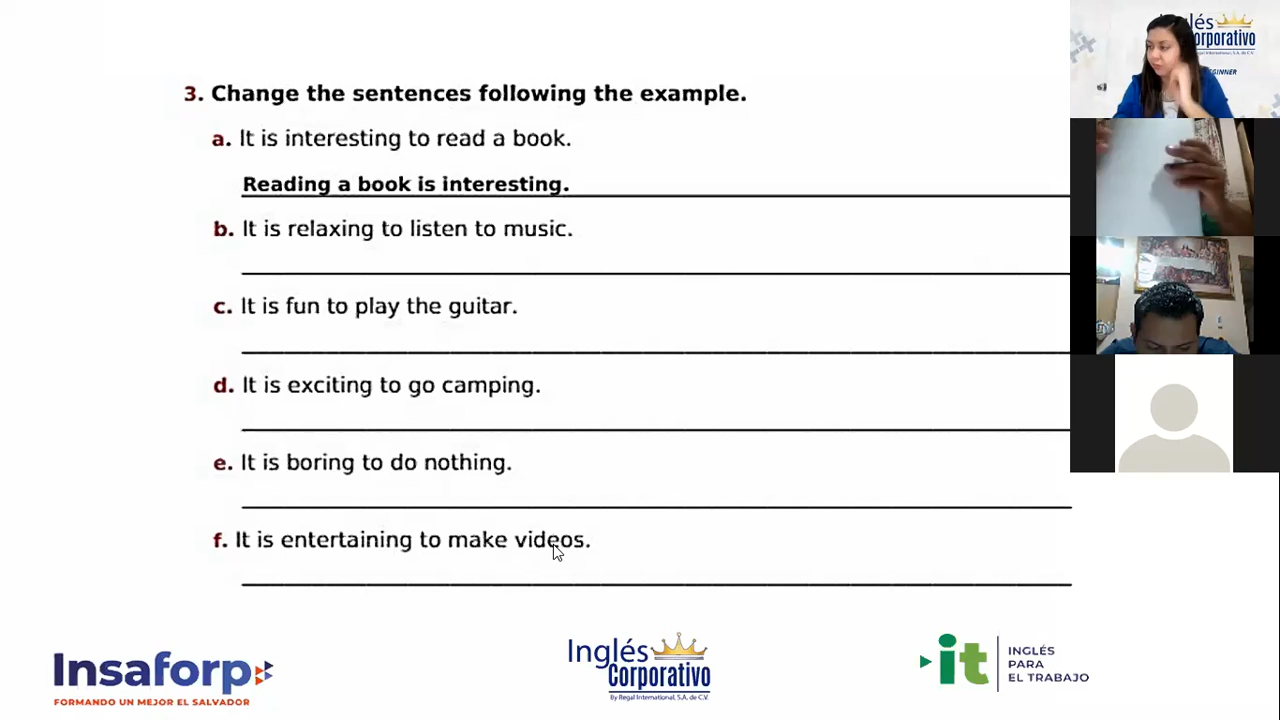 3. Change the sentences following the example.
a. It is interesting to read a book.
Reading a book is interesting.
b. It is relaxing to listen to music.
c. It is fun to play the guitar.
d. It is exciting to go camping.
e. It is boring to do nothing.
f. It is entertaining to make videos.
Insaforp
FORMANDO UN MEJOR EL SALVADOR
Inglés
Corporativo
By Regal International, S.A. de C.V.
it
INGLÉS
PARA
EL TRABAJO